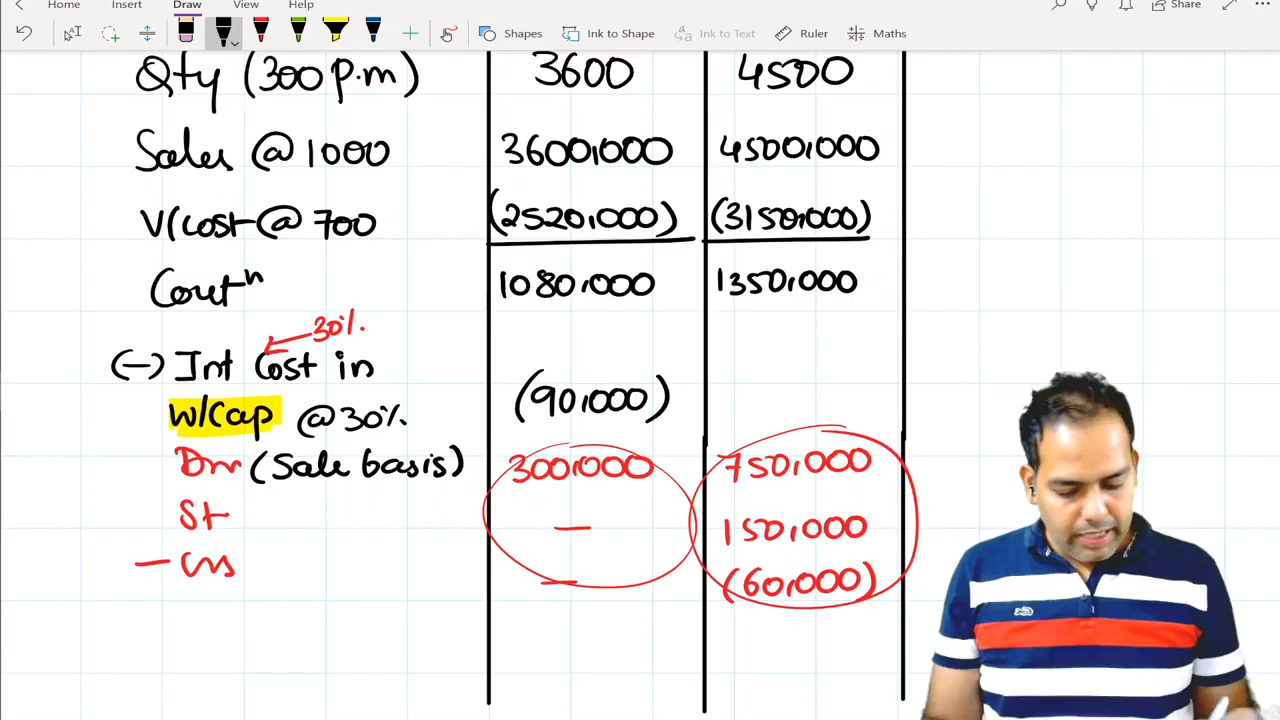 Home Insert Draw View Help Share
Shapes Ink to Shape Ink to Text Ruler Maths
Qty (300 p.m) 3600 4500
Sales @ 1000 3600,000 4500,000
V/Cost @ 700 (2520,000) (3150,000)
Contn 1080,000 1350,000
30%.
(-) Int Cost in
W/Cap @ 30%. (90,000)
Drs (Sale basis) 300,000 750,000
St — 150,000
— Crs — (60,000)